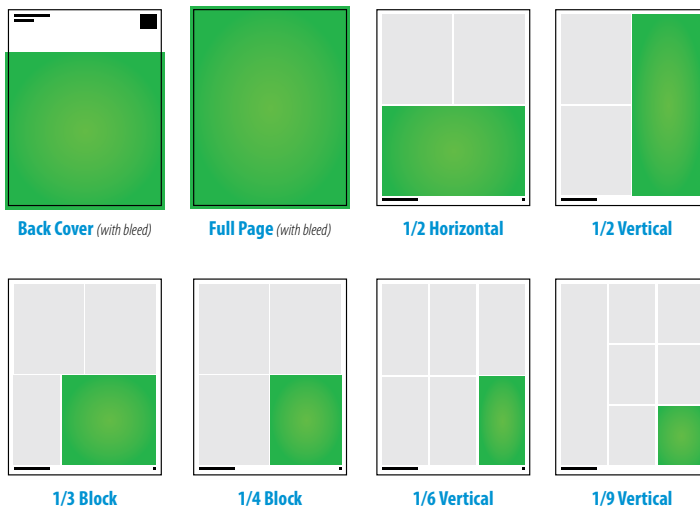 Back Cover (with bleed)
Full Page (with bleed)
1/2 Horizontal
1/2 Vertical
1/3 Block
1/4 Block
1/6 Vertical
1/9 Vertical